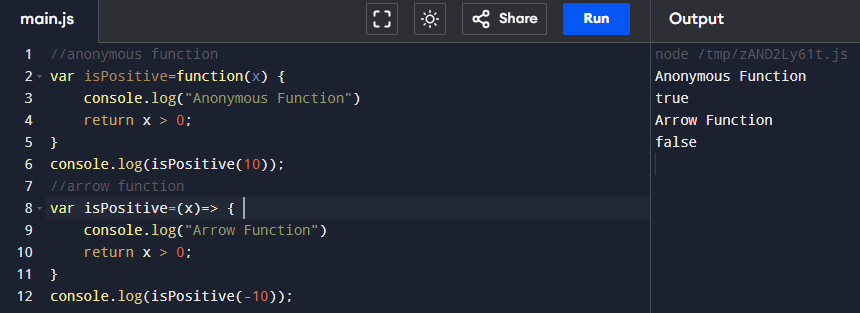 main.js
Share
Run
Output
1 //anonymous function
2 var isPositive=function(x) {
3 console.log("Anonymous Function")
4 return x > 0;
5 }
6 console.log(isPositive(10));
7 //arrow function
8 var isPositive=(x)=> {
9 console.log("Arrow Function")
10 return x > 0;
11 }
12 console.log(isPositive(-10));
node /tmp/zAND2Ly61t.js
Anonymous Function
true
Arrow Function
false